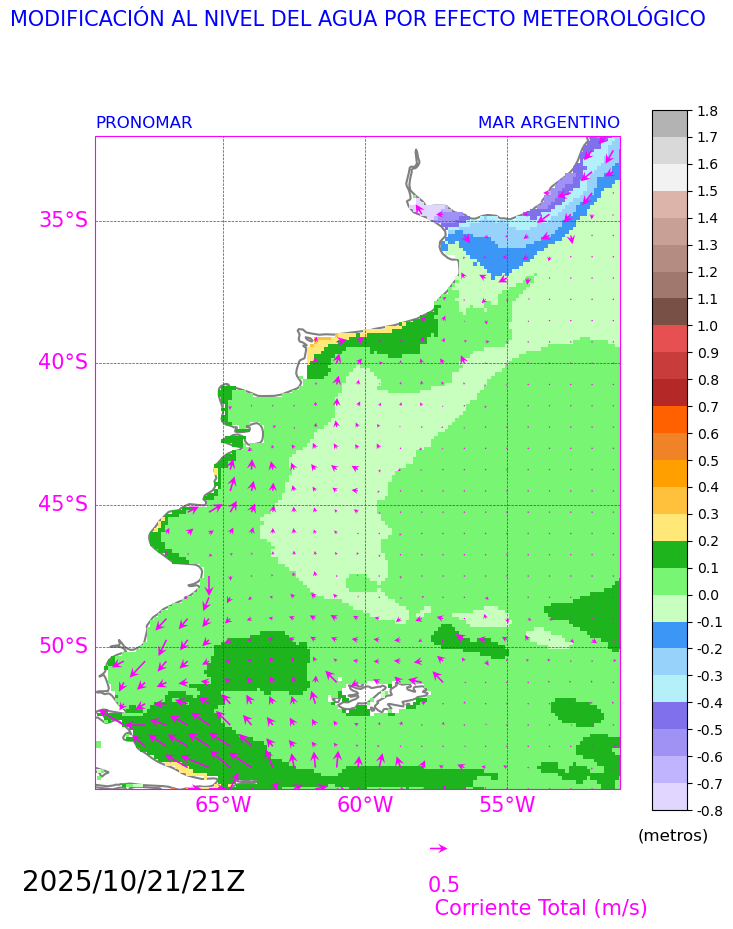 MODIFICACIÓN AL NIVEL DEL AGUA POR EFECTO METEOROLÓGICO
PRONOMAR MAR ARGENTINO
35°S
40°S
45°S
50°S
65°W 60°W 55°W
1.8
1.7
1.6
1.5
1.4
1.3
1.2
1.1
1.0
0.9
0.8
0.7
0.6
0.5
0.4
0.3
0.2
0.1
0.0
-0.1
-0.2
-0.3
-0.4
-0.5
-0.6
-0.7
-0.8
(metros)
2025/10/21/21Z
0.5
Corriente Total (m/s)